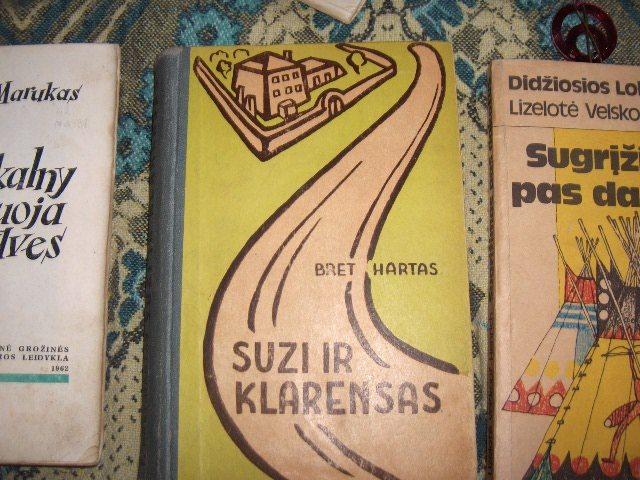 Marukas
kalny
uoja
lves
NĖ GROŽINĖS
ROS LEIDYKLA
1962
BRET HARTAS
SUZI IR
KLARENSAS
Didžiosios Lo
Lizelotė Velsko
Sugrįži
pas da